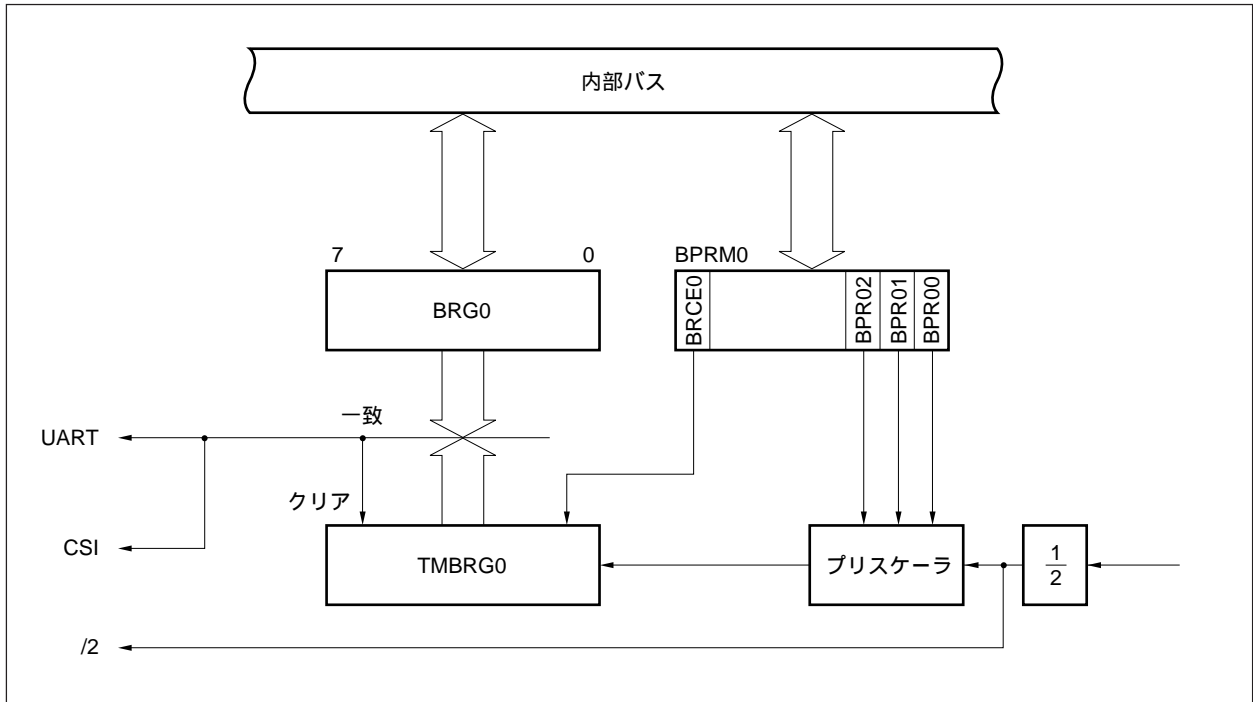 内部バス
7
0
BPRM0
BRG0
BRCE0
BPR02
BPR01
BPR00
一致
UART
クリア
CSI
TMBRG0
プリスケーラ
1
2
/2